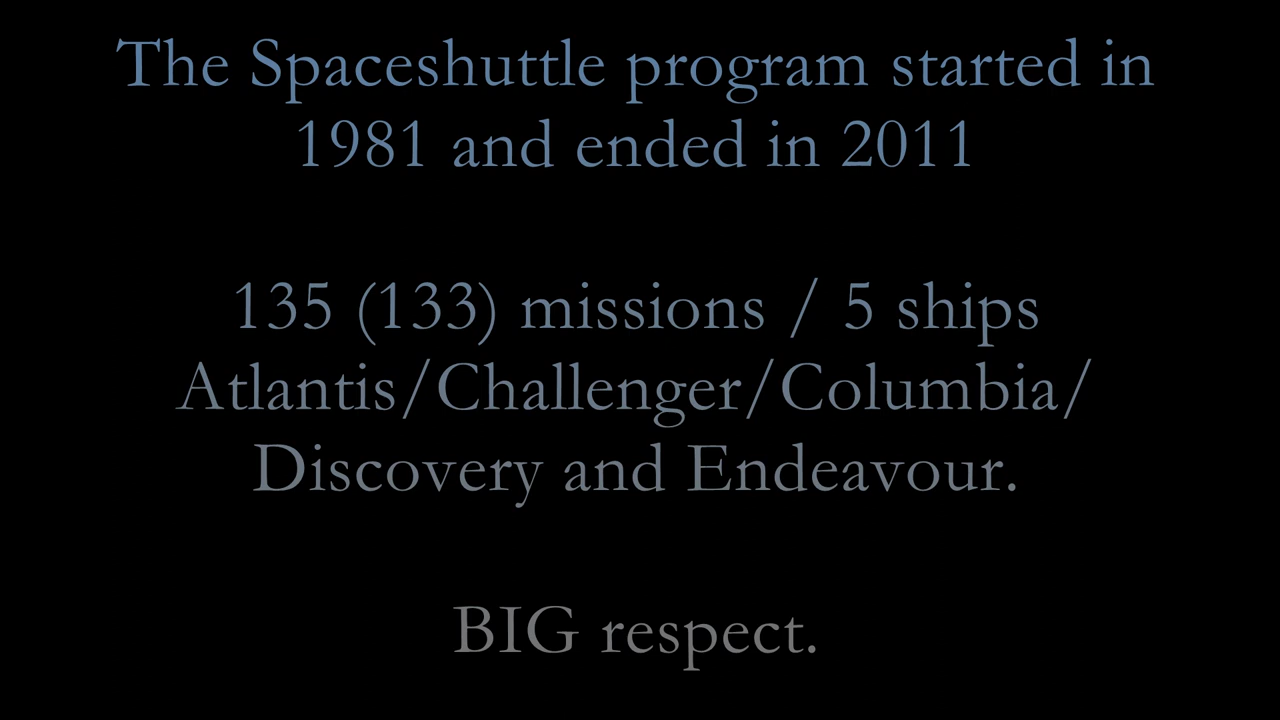 The Spaceshuttle program started in
1981 and ended in 2011
135 (133) missions / 5 ships
Atlantis/Challenger/Columbia/
Discovery and Endeavour.
BIG respect.